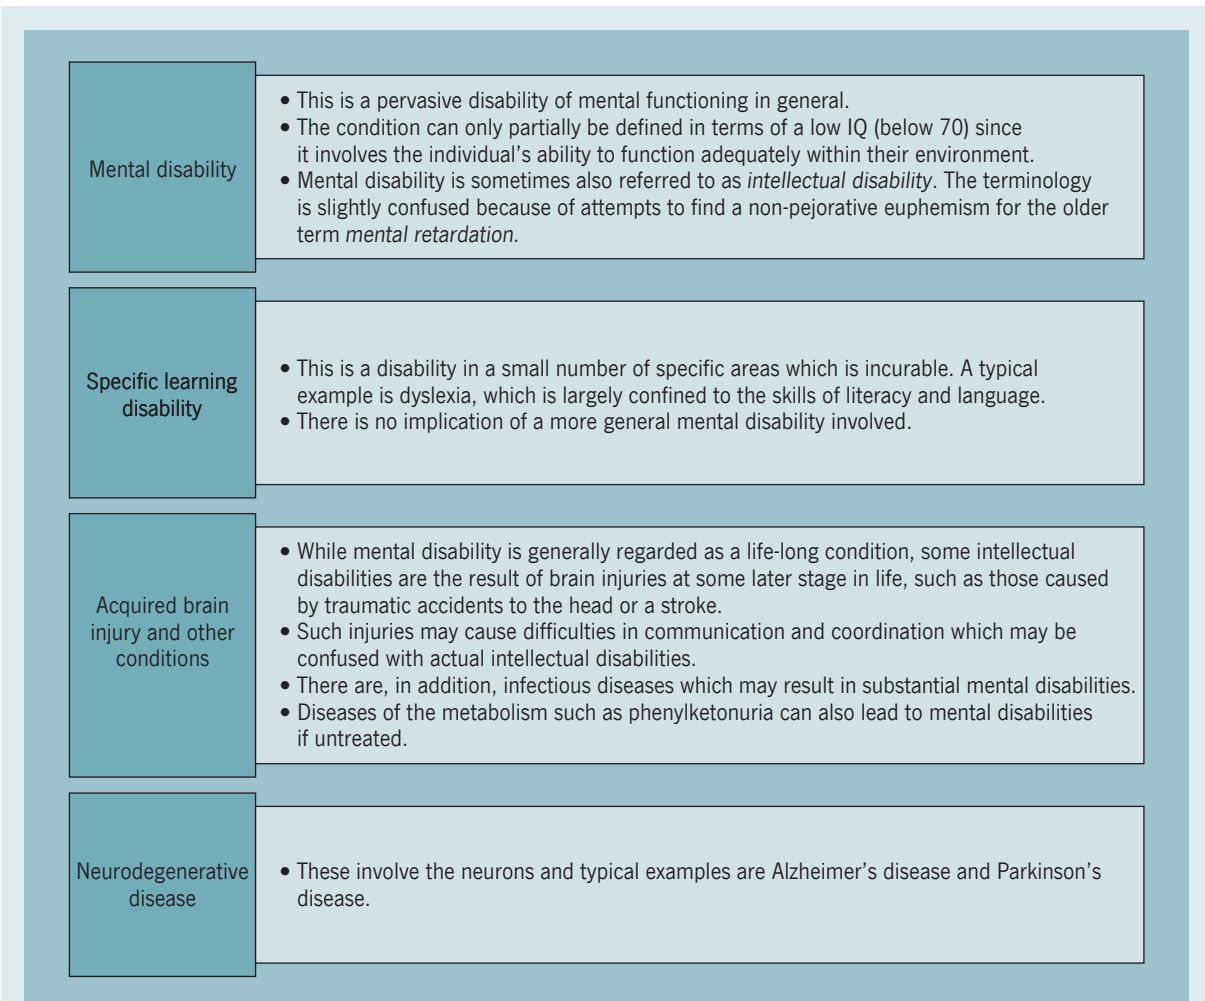 Mental disability
• This is a pervasive disability of mental functioning in general.
• The condition can only partially be defined in terms of a low IQ (below 70) since
it involves the individual’s ability to function adequately within their environment.
• Mental disability is sometimes also referred to as intellectual disability. The terminology
is slightly confused because of attempts to find a non-pejorative euphemism for the older
term mental retardation.
Specific learning
disability
• This is a disability in a small number of specific areas which is incurable. A typical
example is dyslexia, which is largely confined to the skills of literacy and language.
• There is no implication of a more general mental disability involved.
Acquired brain
injury and other
conditions
• While mental disability is generally regarded as a life-long condition, some intellectual
disabilities are the result of brain injuries at some later stage in life, such as those caused
by traumatic accidents to the head or a stroke.
• Such injuries may cause difficulties in communication and coordination which may be
confused with actual intellectual disabilities.
• There are, in addition, infectious diseases which may result in substantial mental disabilities.
• Diseases of the metabolism such as phenylketonuria can also lead to mental disabilities
if untreated.
Neurodegenerative
disease
• These involve the neurons and typical examples are Alzheimer’s disease and Parkinson’s
disease.